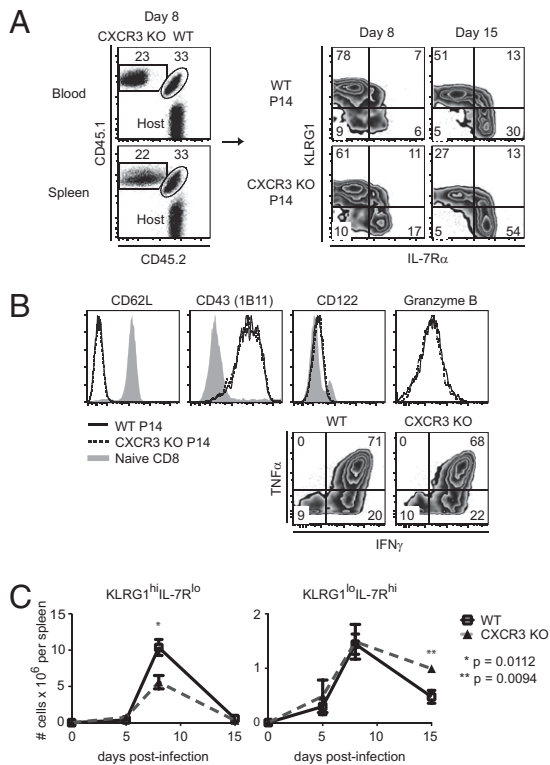 A
Day 8
CXCR3 KO WT
23 33
Blood
Host
22 33
Spleen
Host
CD45.1
CD45.2
Day 8 Day 15
WT
P14
78 7
9 6
51 13
5 30
CXCR3 KO
P14
61 11
10 17
27 13
5 54
KLRG1
IL-7Rα
B
CD62L CD43 (1B11) CD122 Granzyme B
WT P14
CXCR3 KO P14
Naive CD8
WT CXCR3 KO
0 71
9 20
0 68
10 22
TNFα
IFNγ
C
KLRG1hiIL-7Rlo KLRG1loIL-7Rhi
# cells x 106 per spleen
15
10
5
0
*
0 5 10 15
days post-infection
2
1
0
**
0 5 10 15
days post-infection
WT
CXCR3 KO
* p = 0.0112
** p = 0.0094